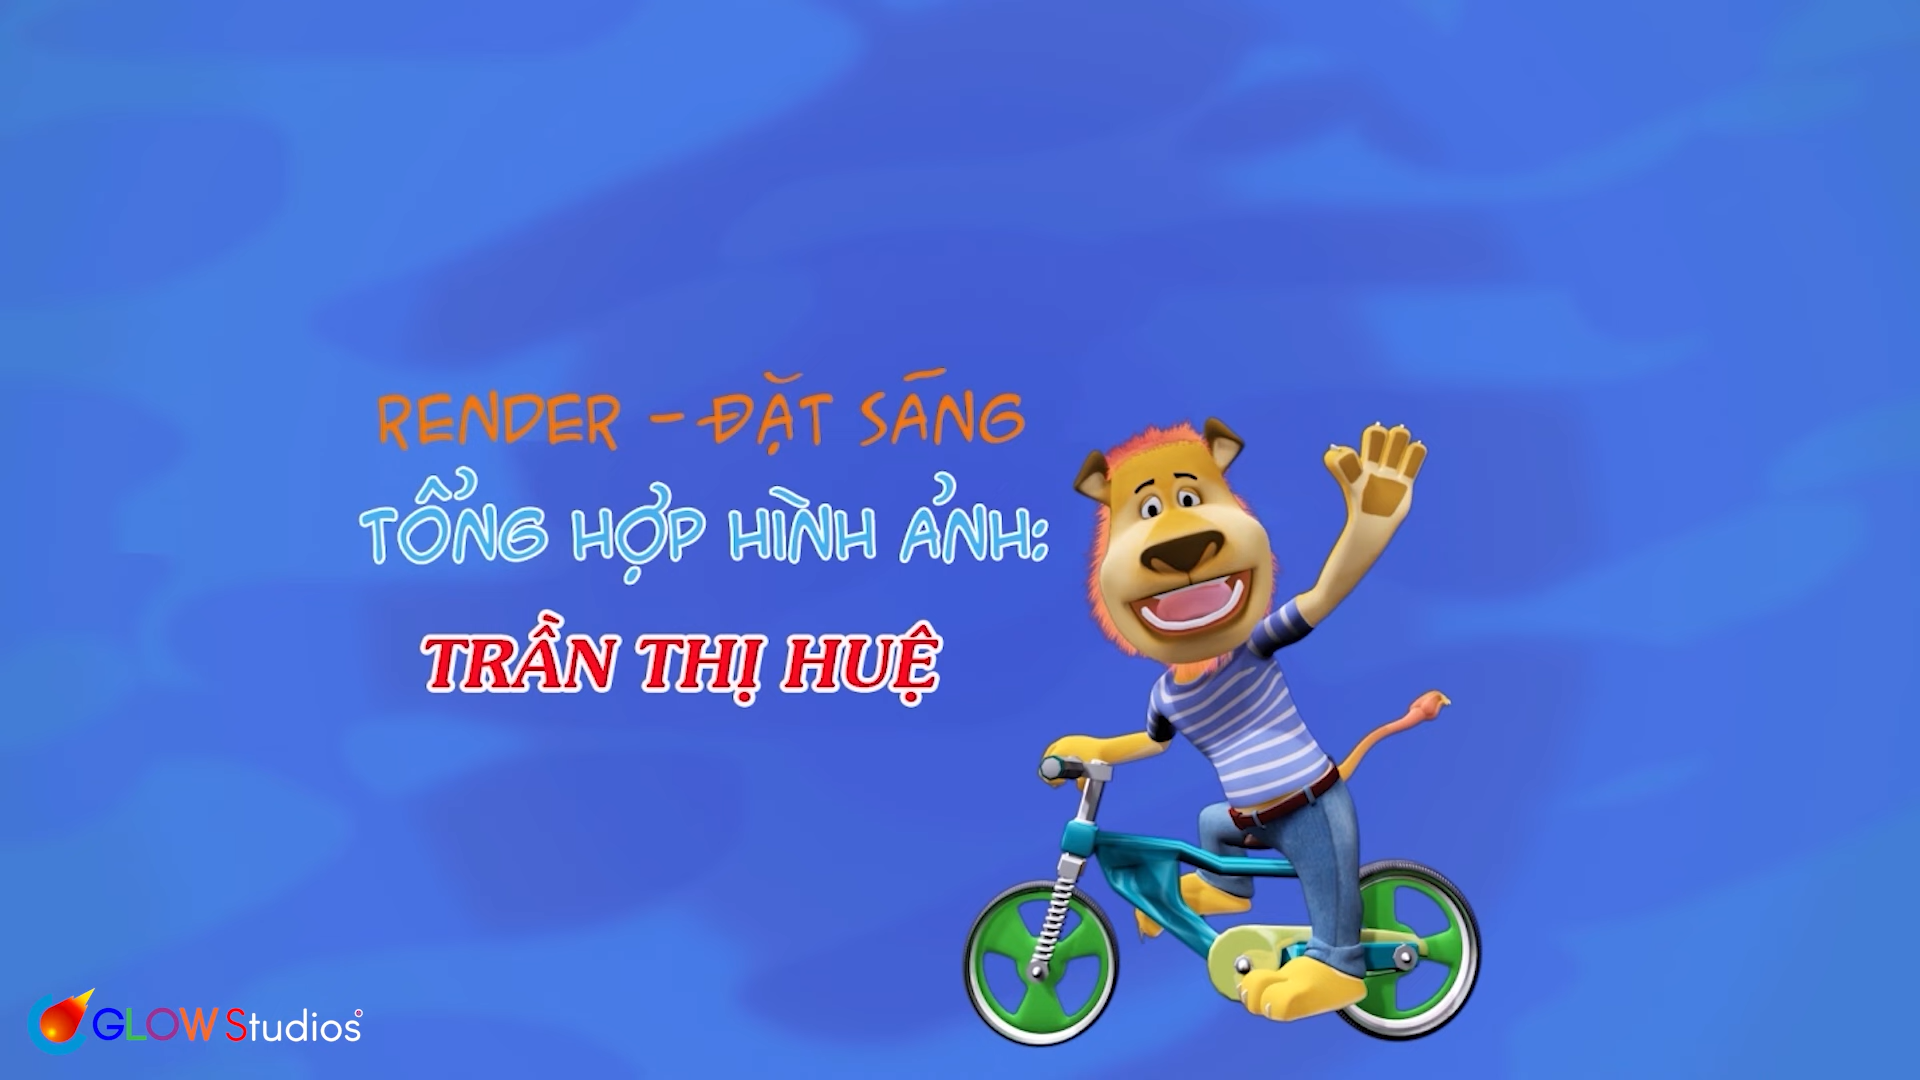 RENDER - ĐẶT SÁNG
TỔNG HỢP HÌNH ẢNH:
TRẦN THỊ HUỆ
GLOW Studios